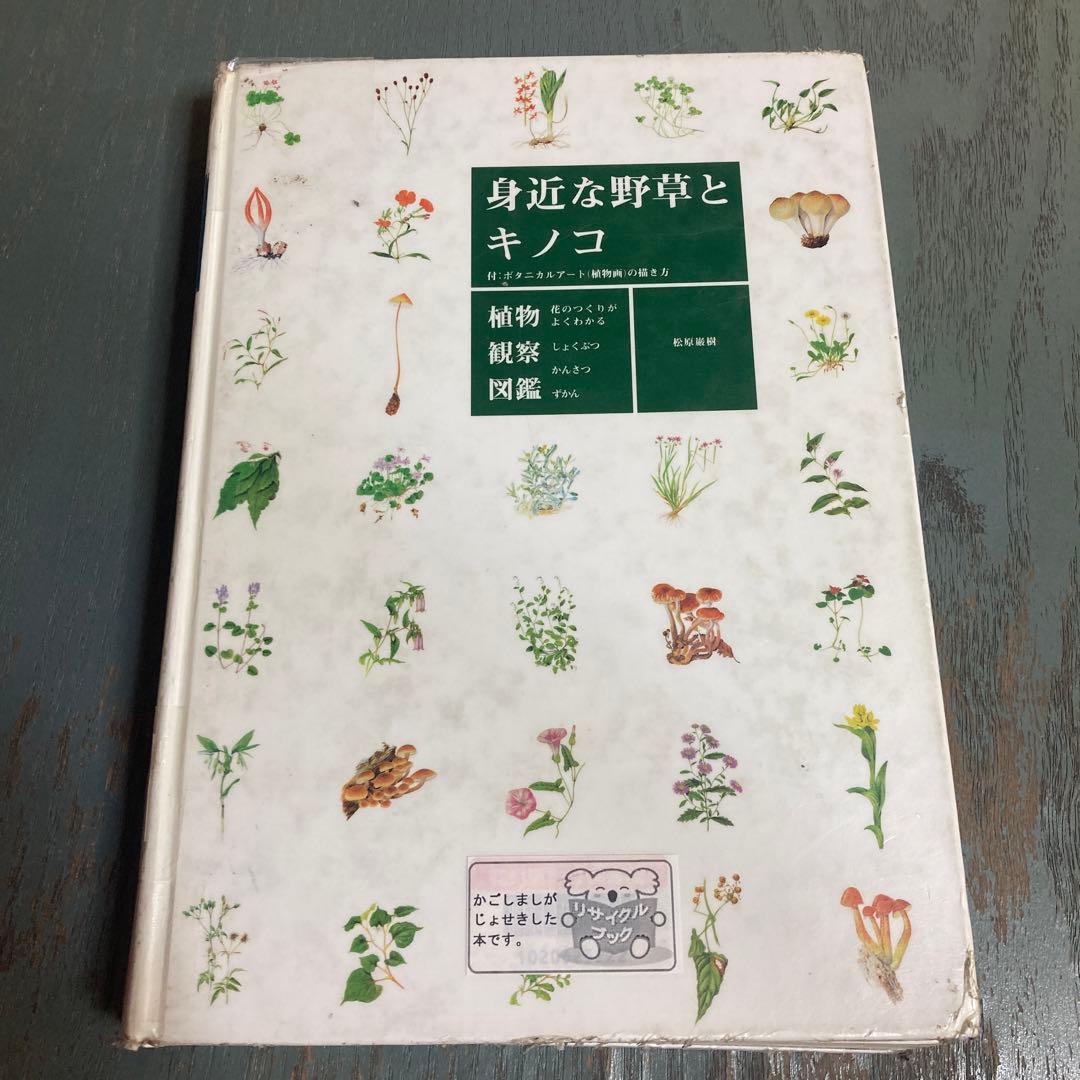 身近な野草と
キノコ
付:ボタニカルアート(植物画)の描き方
植物
花のつくりが
よくわかる
観察
しょくぶつ
かんさつ
図鑑
ずかん
松原巌樹
かごしましが
じょせきした
本です。
リサイクル
ブック